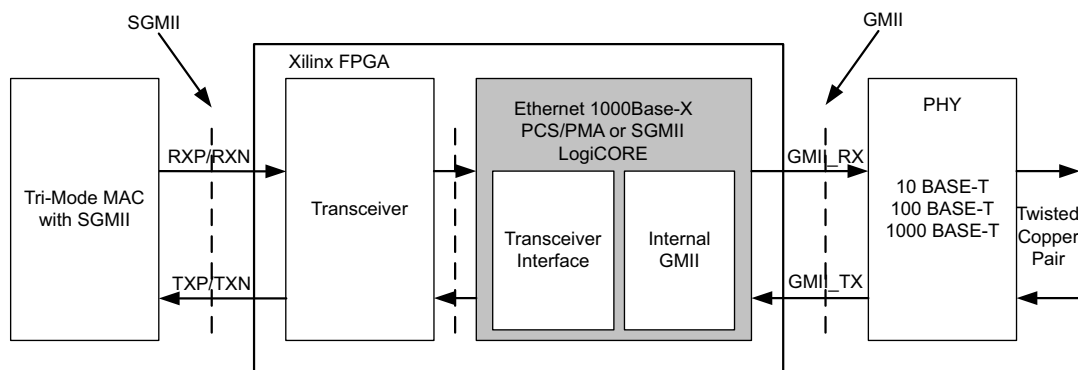 SGMII
GMII
Xilinx FPGA
Ethernet 1000Base-X
PCS/PMA or SGMII
LogiCORE
PHY
RXP/RXN
GMII_RX
Tri-Mode MAC
with SGMII
Transceiver
Transceiver
Interface
Internal
GMII
10 BASE-T
100 BASE-T
1000 BASE-T
Twisted
Copper
Pair
TXP/TXN
GMII_TX